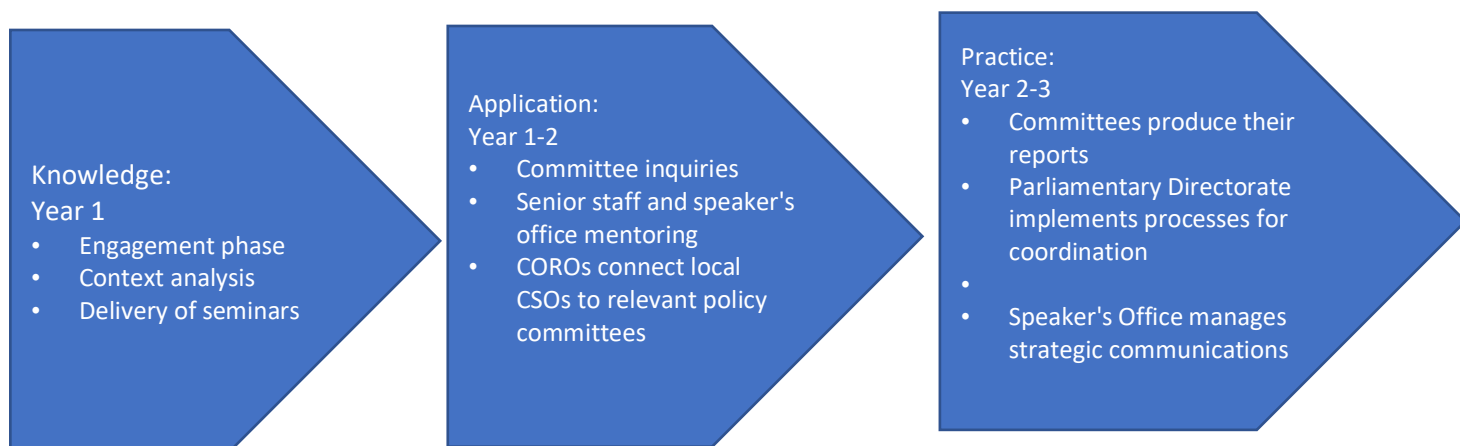 Knowledge:
Year 1
• Engagement phase
• Context analysis
• Delivery of seminars
Application:
Year 1-2
• Committee inquiries
• Senior staff and speaker's
office mentoring
• COROs connect local
CSOs to relevant policy
committees
Practice:
Year 2-3
• Committees produce their
reports
• Parliamentary Directorate
implements processes for
coordination
•
• Speaker's Office manages
strategic communications